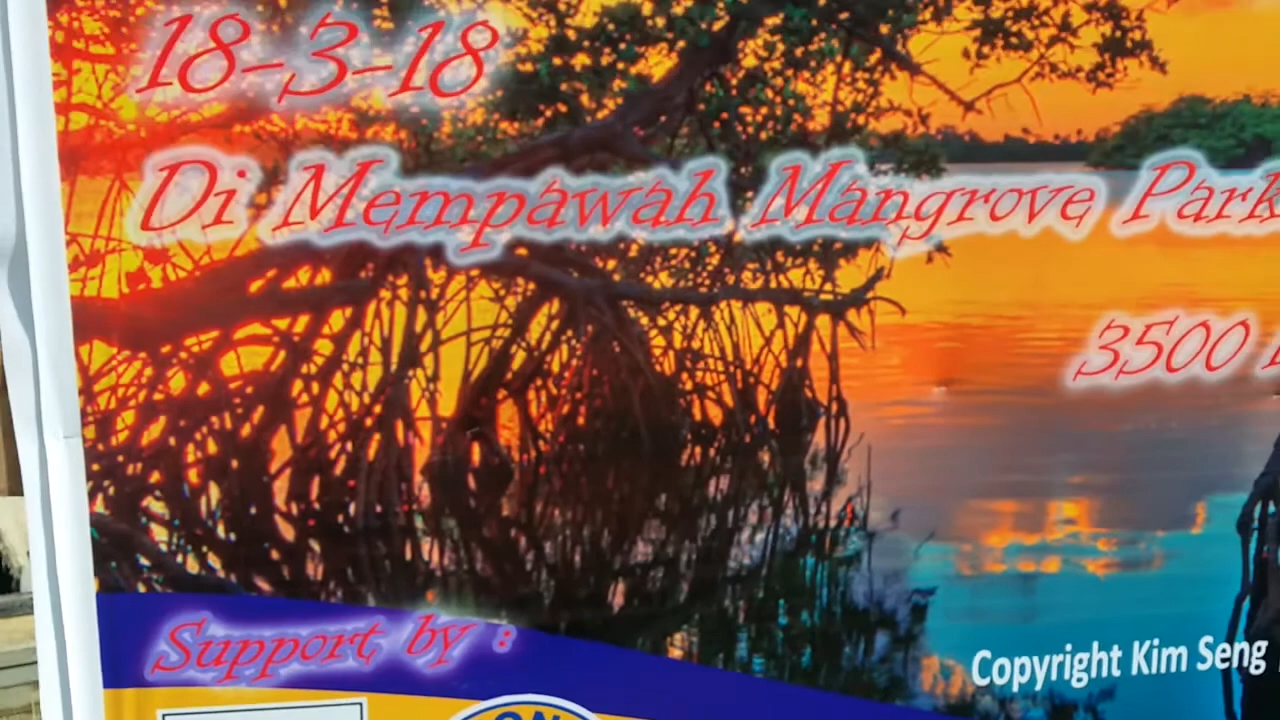 18-3-18
Di Mempawah Mangrove Park
3500
Support by :
Copyright Kim Seng